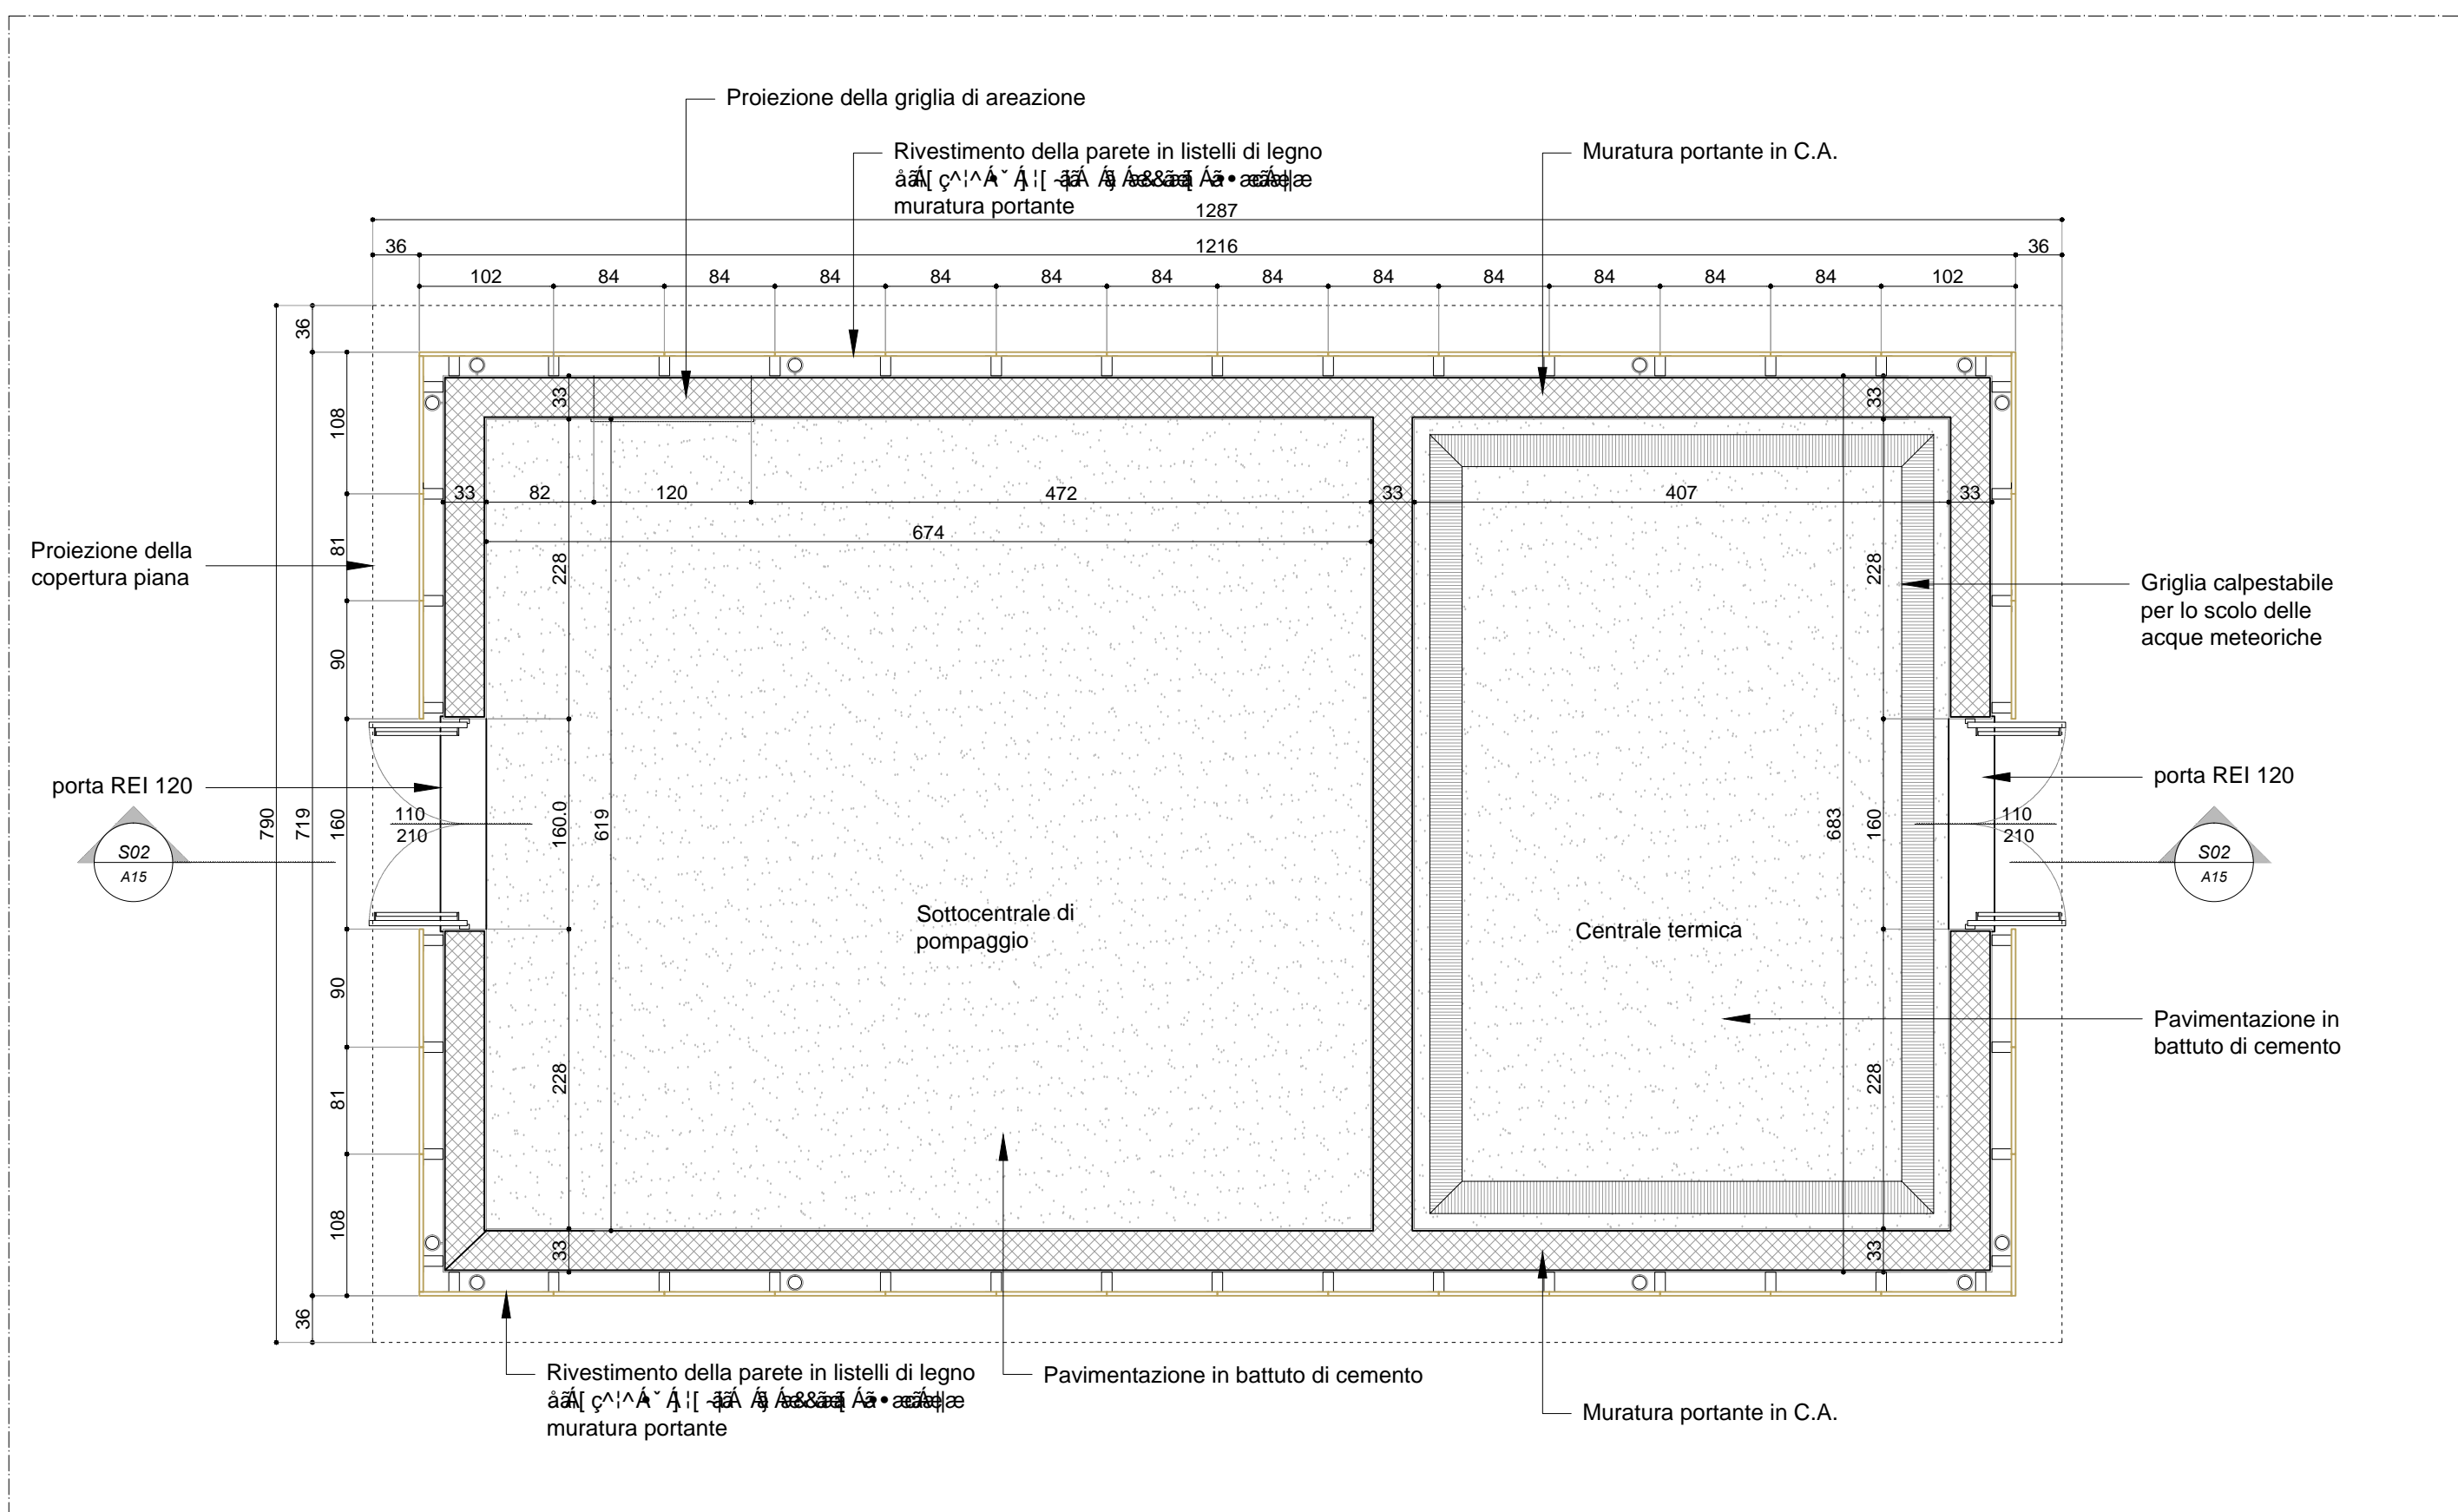 Proiezione della griglia di areazione
Rivestimento della parete in listelli di legno
muratura portante
Muratura portante in C.A.
1287
36
1216
36
102
84
84
84
84
84
84
84
84
84
84
84
84
102
790
719
36
36
108
81
90
160
90
81
108
33
33
33
82
120
472
33
407
33
674
228
228
160.0
619
683
160
228
228
33
33
Proiezione della
copertura piana
Griglia calpestabile
per lo scolo delle
acque meteoriche
porta REI 120
porta REI 120
110
210
110
210
S02
A15
S02
A15
Sottocentrale di
pompaggio
Centrale termica
Pavimentazione in
battuto di cemento
Rivestimento della parete in listelli di legno
muratura portante
Pavimentazione in battuto di cemento
Muratura portante in C.A.